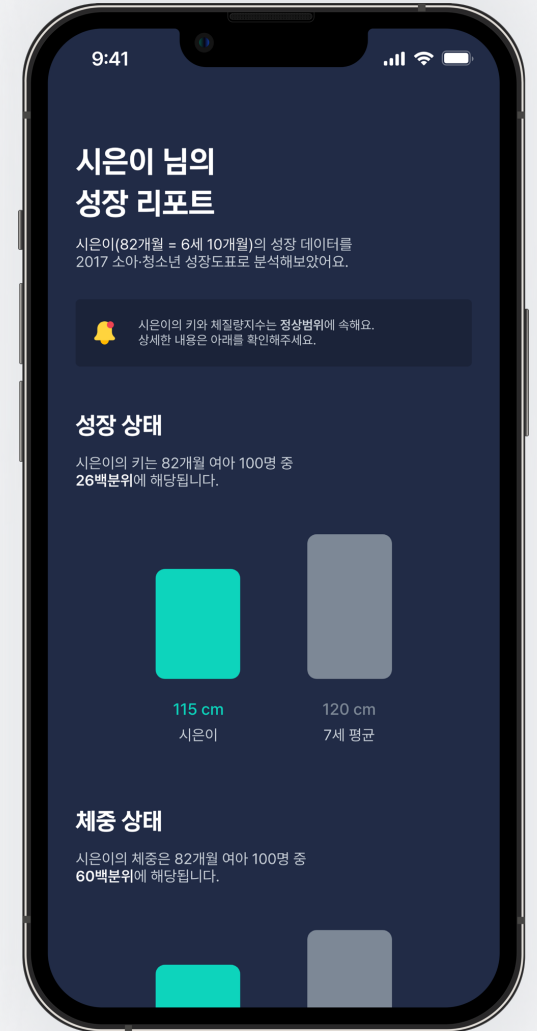 9:41
시은이 님의
성장 리포트
시은이(82개월 = 6세 10개월)의 성장 데이터를
2017 소아·청소년 성장도표로 분석해보았어요.
시은이의 키와 체질량지수는 정상범위에 속해요.
상세한 내용은 아래를 확인해주세요.
성장 상태
시은이의 키는 82개월 여아 100명 중
26백분위에 해당됩니다.
115 cm
120 cm
시은이
7세 평균
체중 상태
시은이의 체중은 82개월 여아 100명 중
60백분위에 해당됩니다.